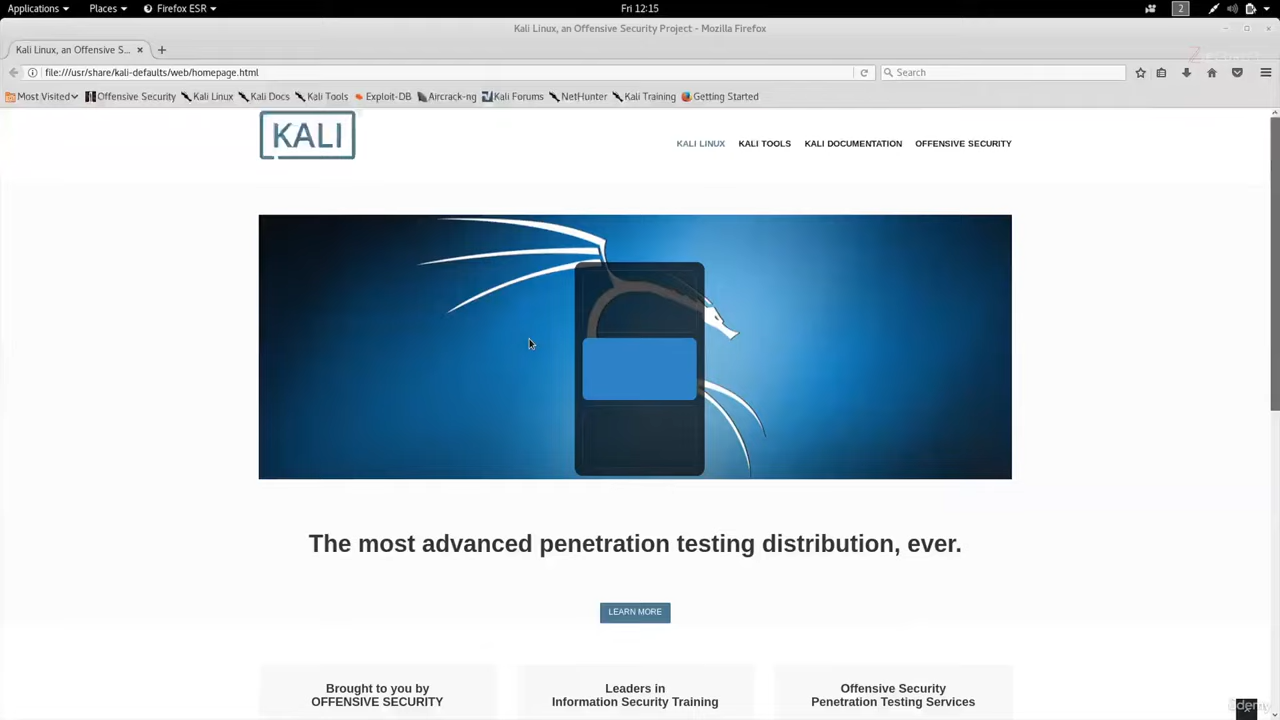 Applications Places Firefox ESR Fri 12:15 2
Kali Linux, an Offensive Security Project - Mozilla Firefox
Kali Linux, an Offensive S...
file:///usr/share/kali-defaults/web/homepage.html Search
Most Visited Offensive Security Kali Linux Kali Docs Kali Tools Exploit-DB Aircrack-ng Kali Forums NetHunter Kali Training Getting Started
KALI
KALI LINUX KALI TOOLS KALI DOCUMENTATION OFFENSIVE SECURITY
The most advanced penetration testing distribution, ever.
LEARN MORE
Brought to you by
OFFENSIVE SECURITY
Leaders in
Information Security Training
Offensive Security
Penetration Testing Services